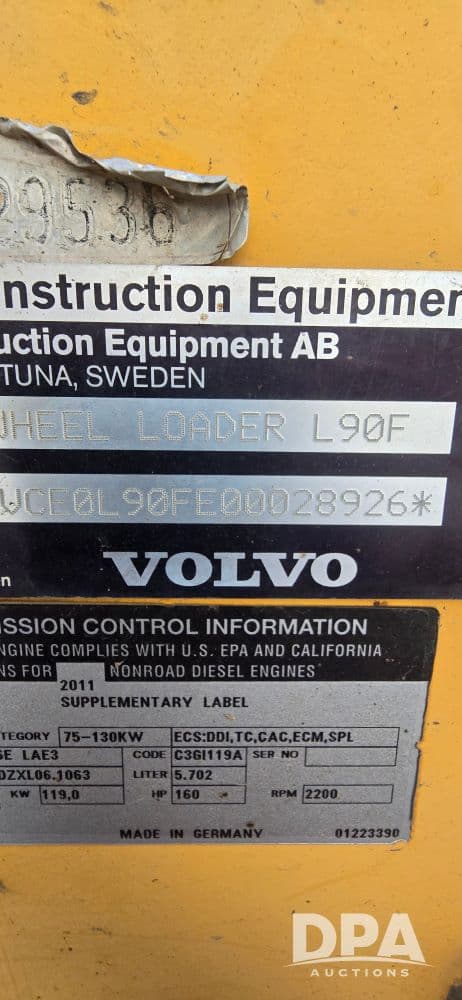 29536
nstruction Equipmen
uction Equipment AB
TUNA, SWEDEN
WHEEL LOADER L90F
VCE0L90FE00028926*
n
VOLVO
ISSION CONTROL INFORMATION
NGINE COMPLIES WITH U.S. EPA AND CALIFORNIA
NS FOR NONROAD DIESEL ENGINES
2011
SUPPLEMENTARY LABEL
ATEGORY 75-130KW ECS:DDI,TC,CAC,ECM,SPL
6E LAE3 CODE C3GI119A SER NO
DZXL06.1063 LITER 5.702
KW 119,0 HP 160 RPM 2200
MADE IN GERMANY 01223390
DPA
AUCTIONS